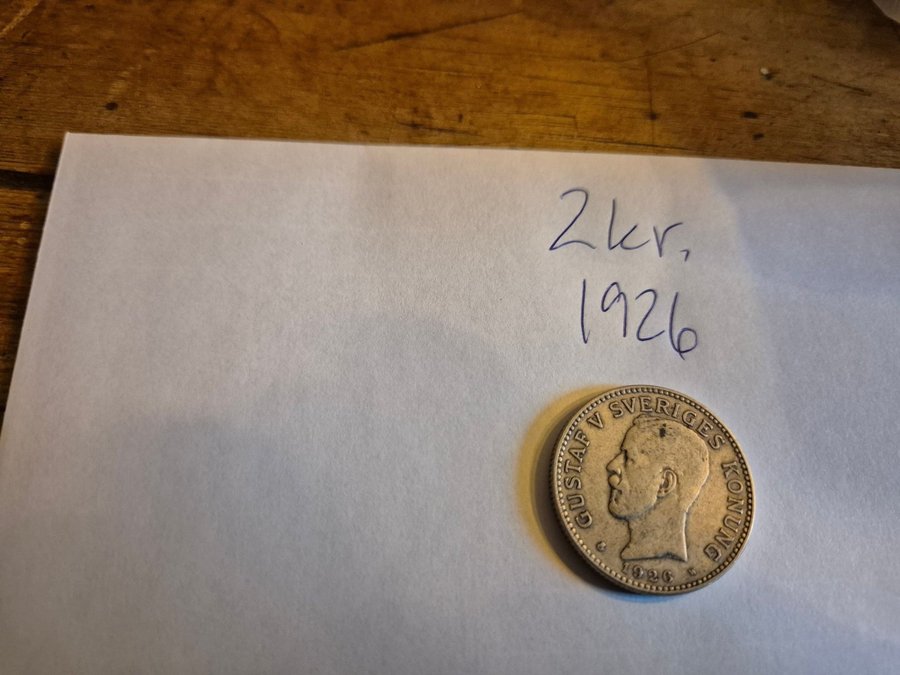 2kr.
1926
GUSTAF V SVERIGES KONUNG
1926